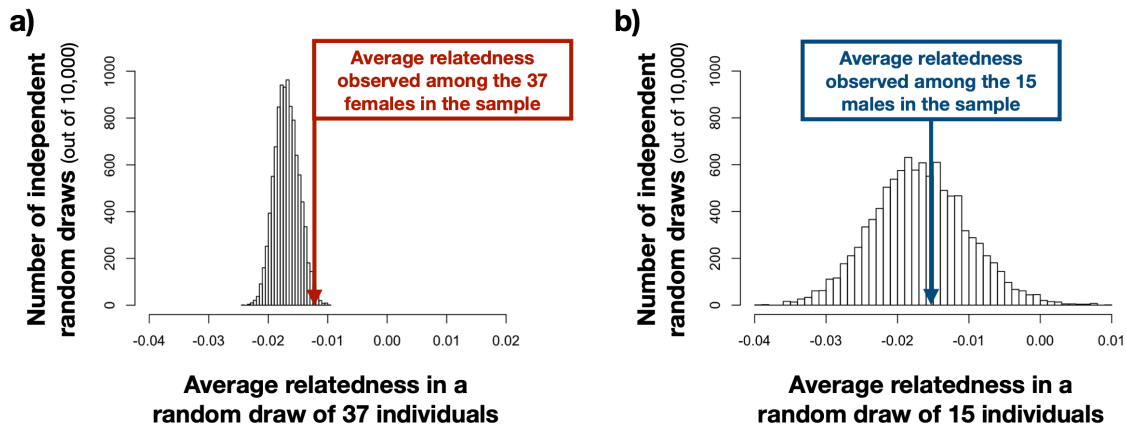 a)
Number of independent
random draws (out of 10,000)
0
200
400
600
800
1000
Average relatedness
observed among the 37
females in the sample
-0.04
-0.03
-0.02
-0.01
0.00
0.01
0.02
Average relatedness in a
random draw of 37 individuals
b)
Number of independent
random draws (out of 10,000)
0
200
400
600
800
1000
Average relatedness
observed among the 15
males in the sample
-0.04
-0.03
-0.02
-0.01
0.00
0.01
Average relatedness in a
random draw of 15 individuals